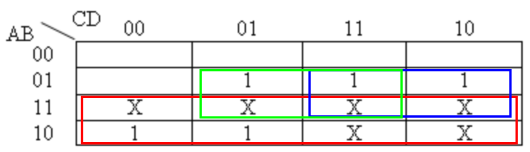 CD
AB 00 01 11 10
00
01 1 1 1
11 X X X X
10 1 1 X X